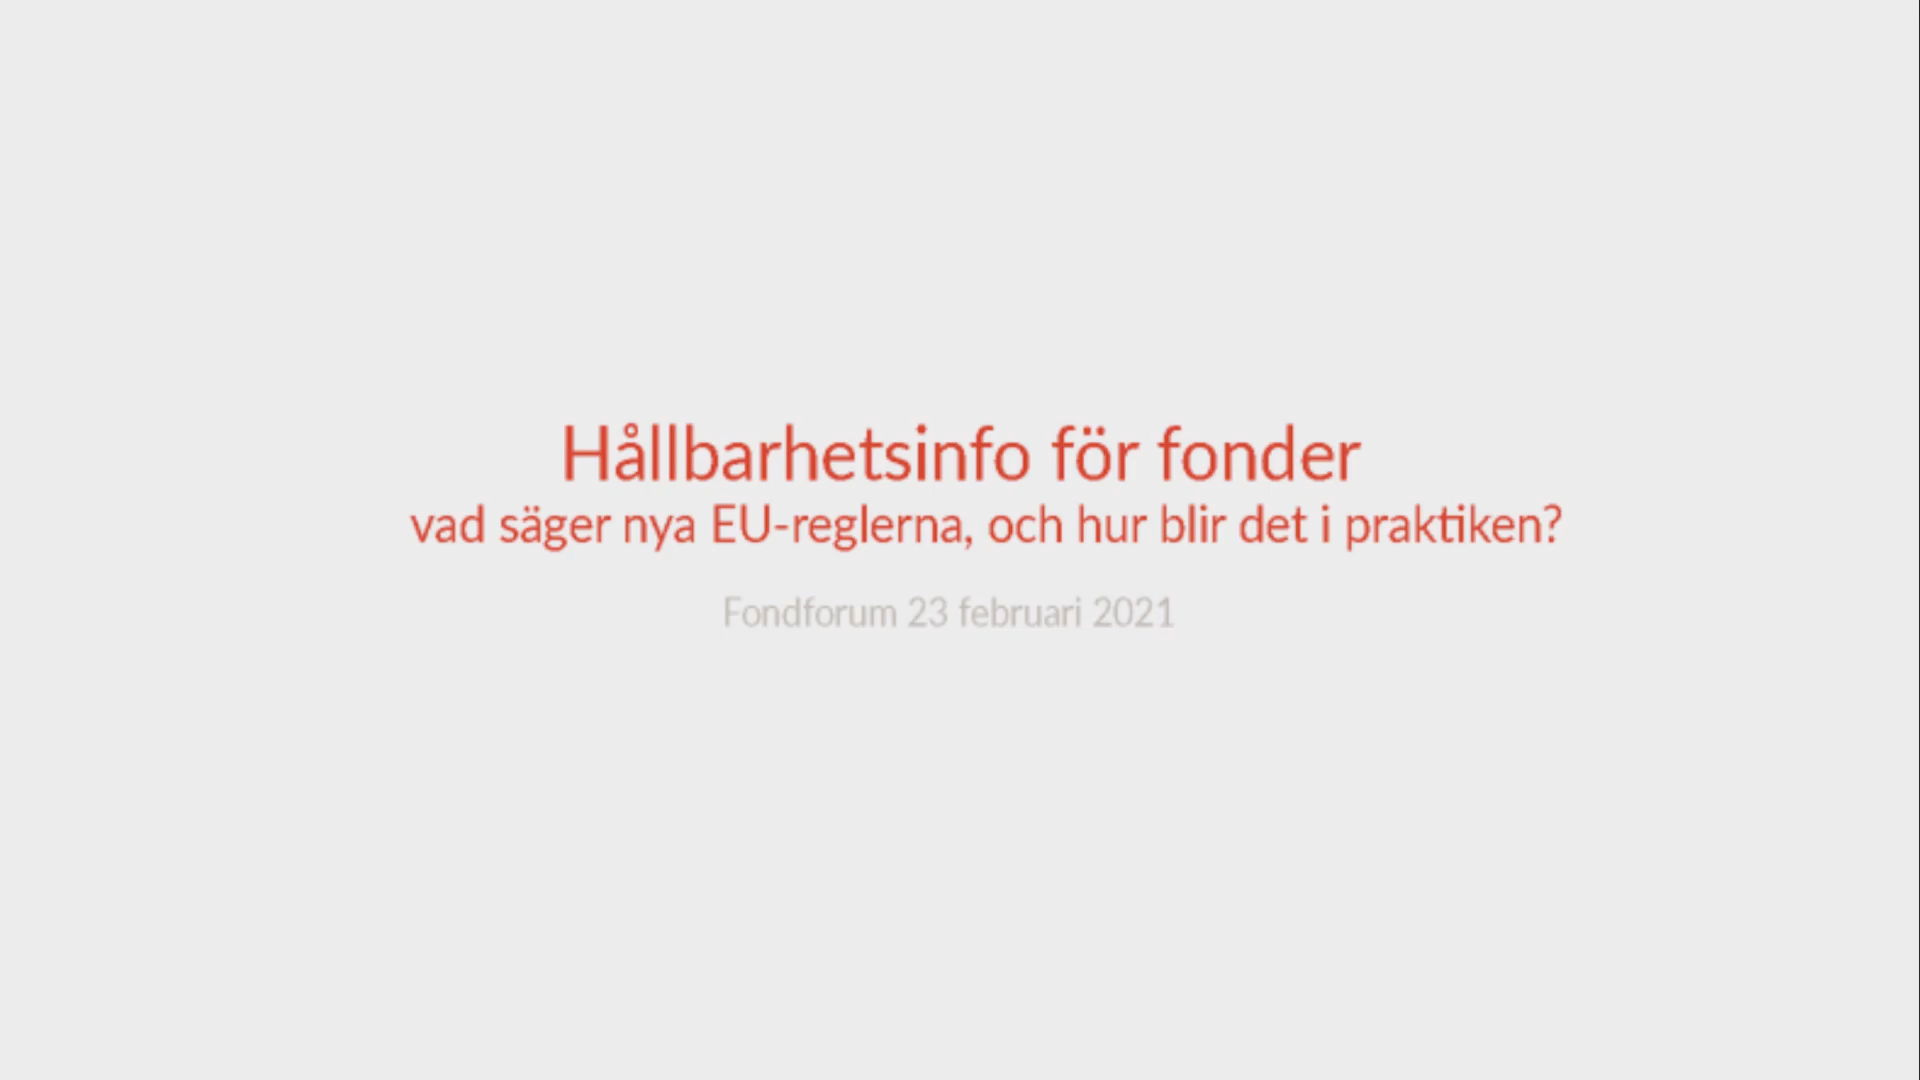 Hållbarhetsinfo för fonder
vad säger nya EU-reglerna, och hur blir det i praktiken?
Fondforum 23 februari 2021